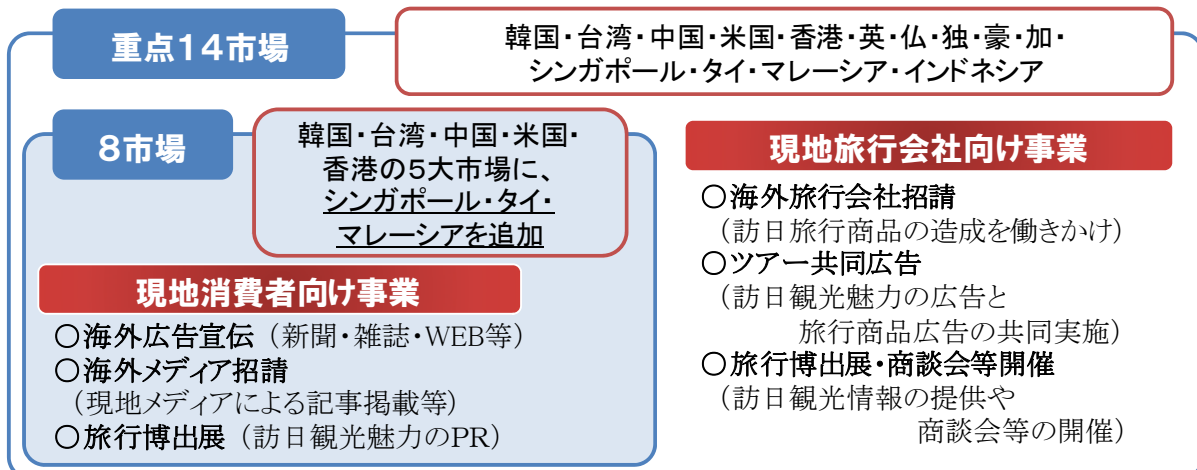 重点14市場
韓国・台湾・中国・米国・香港・英・仏・独・豪・加・
シンガポール・タイ・マレーシア・インドネシア
8市場
韓国・台湾・中国・米国・
香港の5大市場に、
シンガポール・タイ・
マレーシアを追加
現地消費者向け事業
○海外広告宣伝（新聞・雑誌・WEB等）
○海外メディア招請
（現地メディアによる記事掲載等）
○旅行博出展（訪日観光魅力のPR）
現地旅行会社向け事業
○海外旅行会社招請
（訪日旅行商品の造成を働きかけ）
○ツアー共同広告
（訪日観光魅力の広告と
旅行商品広告の共同実施）
○旅行博出展・商談会等開催
（訪日観光情報の提供や
商談会等の開催）